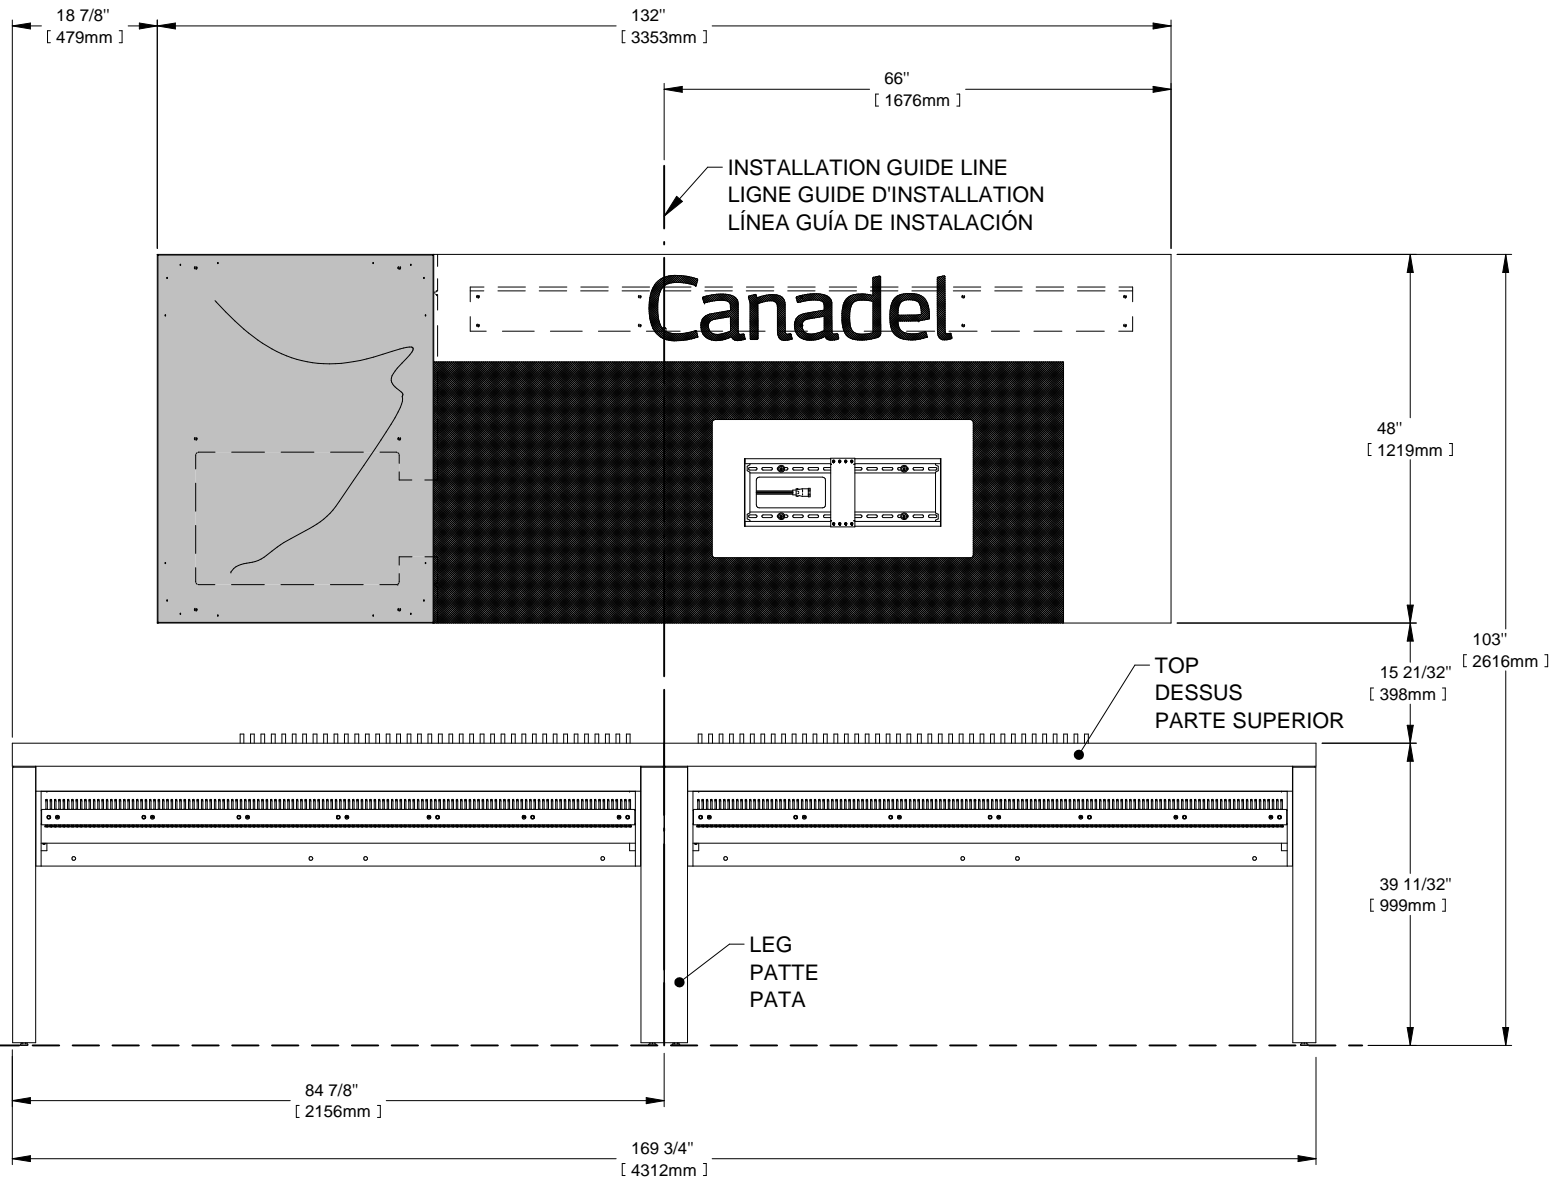 18 7/8"
[ 479mm ]
132"
[ 3353mm ]
66"
[ 1676mm ]
INSTALLATION GUIDE LINE
LIGNE GUIDE D'INSTALLATION
LÍNEA GUÍA DE INSTALACIÓN
Canadel
48"
[ 1219mm ]
103"
[ 2616mm ]
15 21/32"
[ 398mm ]
TOP
DESSUS
PARTE SUPERIOR
39 11/32"
[ 999mm ]
LEG
PATTE
PATA
84 7/8"
[ 2156mm ]
169 3/4"
[ 4312mm ]